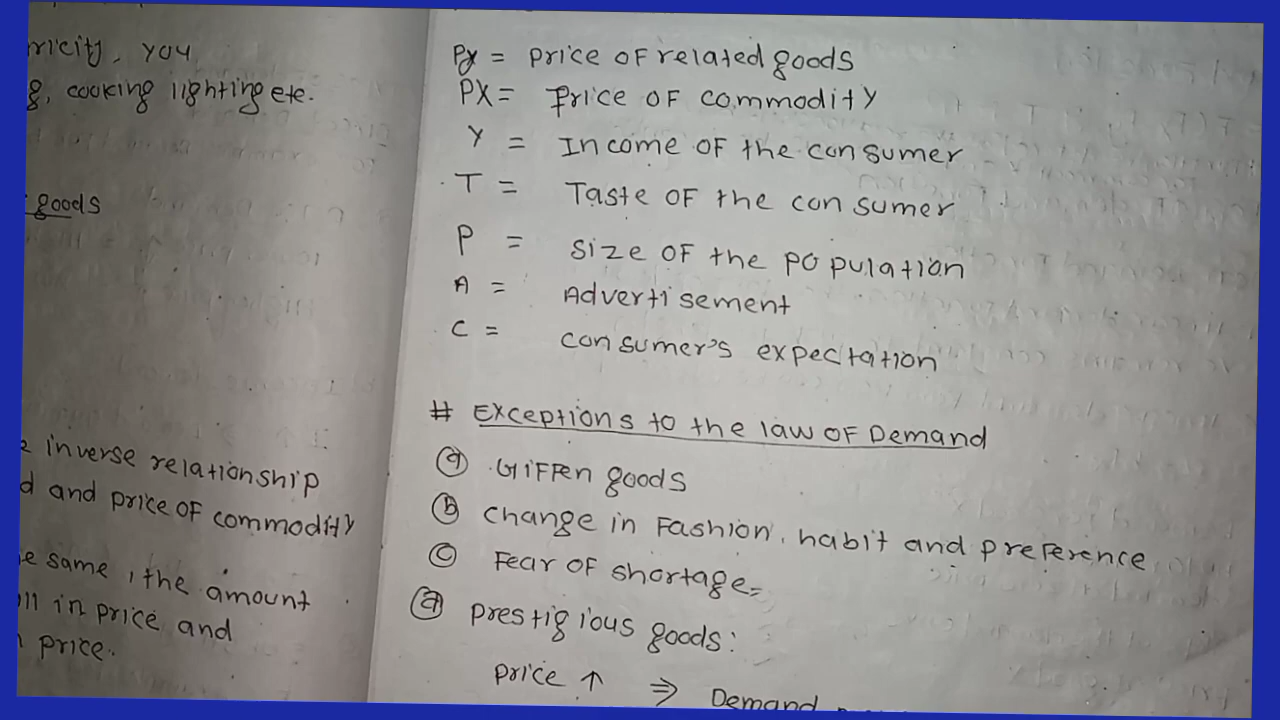 you
cooking lighting etc.
goods
inverse relationship
and price of commodity
same, the amount
in price and
price.
Py = price of related goods
PX = price of commodity
Y = Income of the consumer
T = Taste of the consumer
P = size of the population
A = Advertisement
C = consumer's expectation
# Exceptions to the law of Demand
(a) Giffen goods
(b) change in Fashion, habit and preference
(c) Fear of shortage
(d) prestigious goods:
price ↑ ⇒ Demand